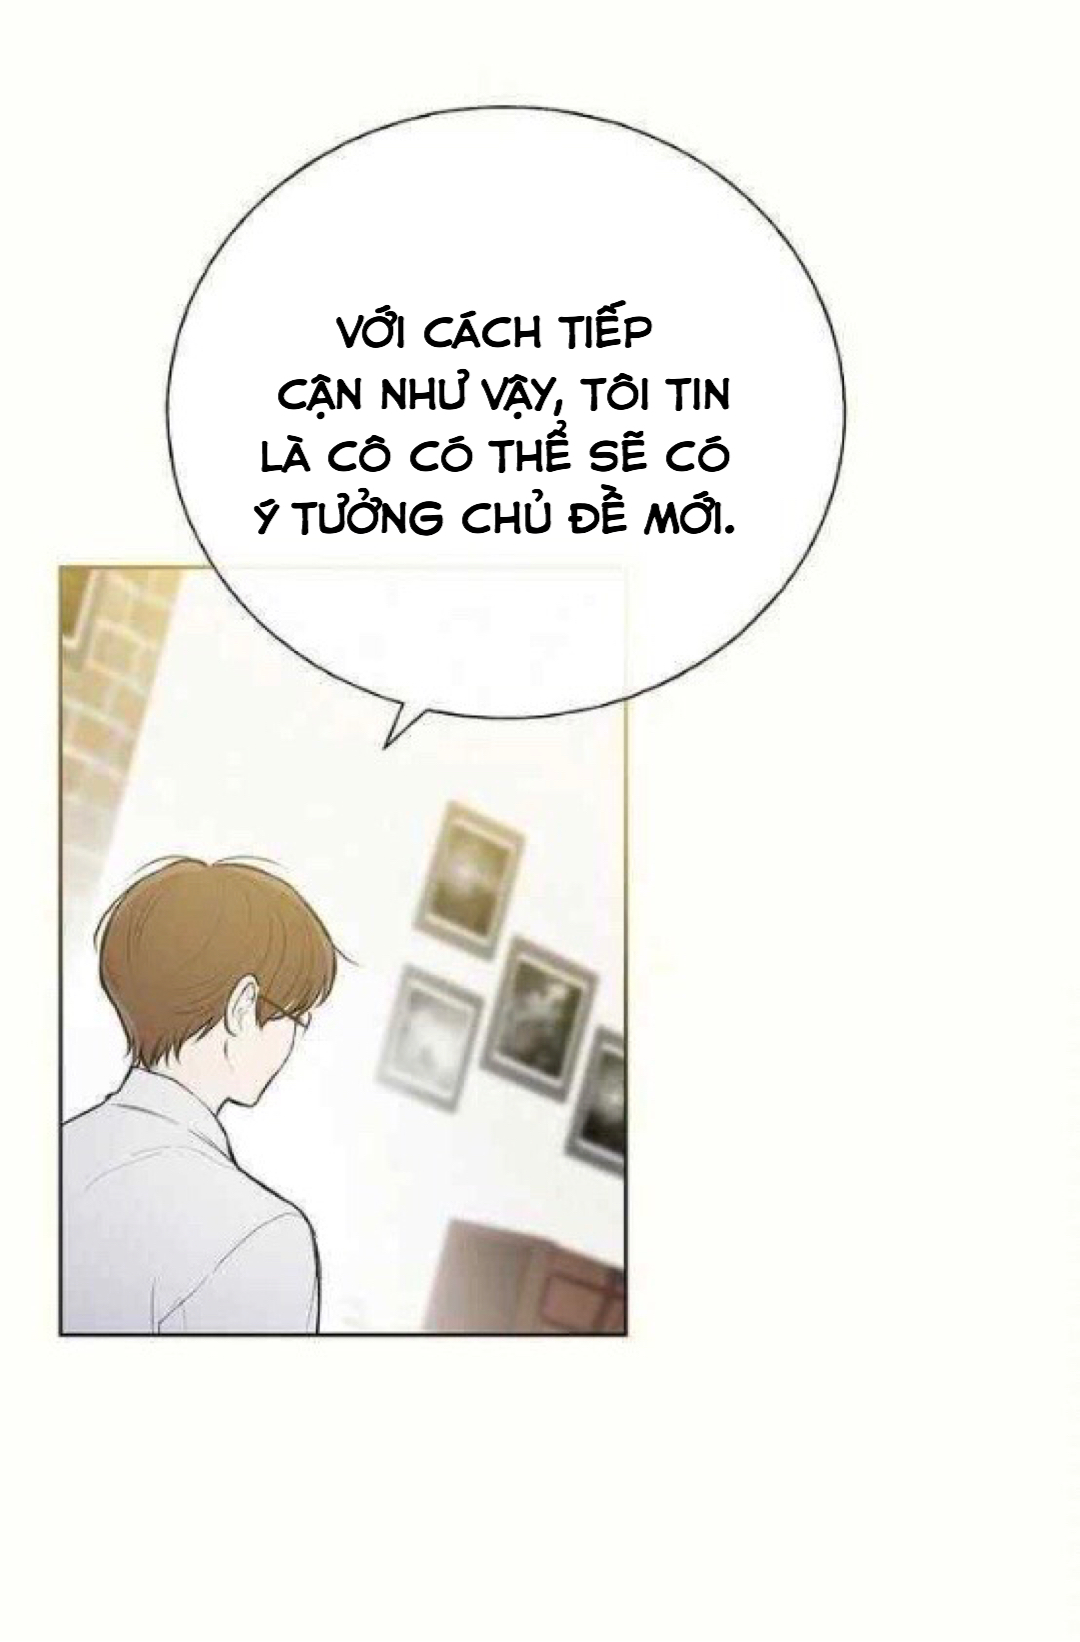 VỚI CÁCH TIẾP
CẬN NHƯ VẬY, TÔI TIN
LÀ CÔ CÓ THỂ SẼ CÓ
Ý TƯỞNG CHỦ ĐỀ MỚI.